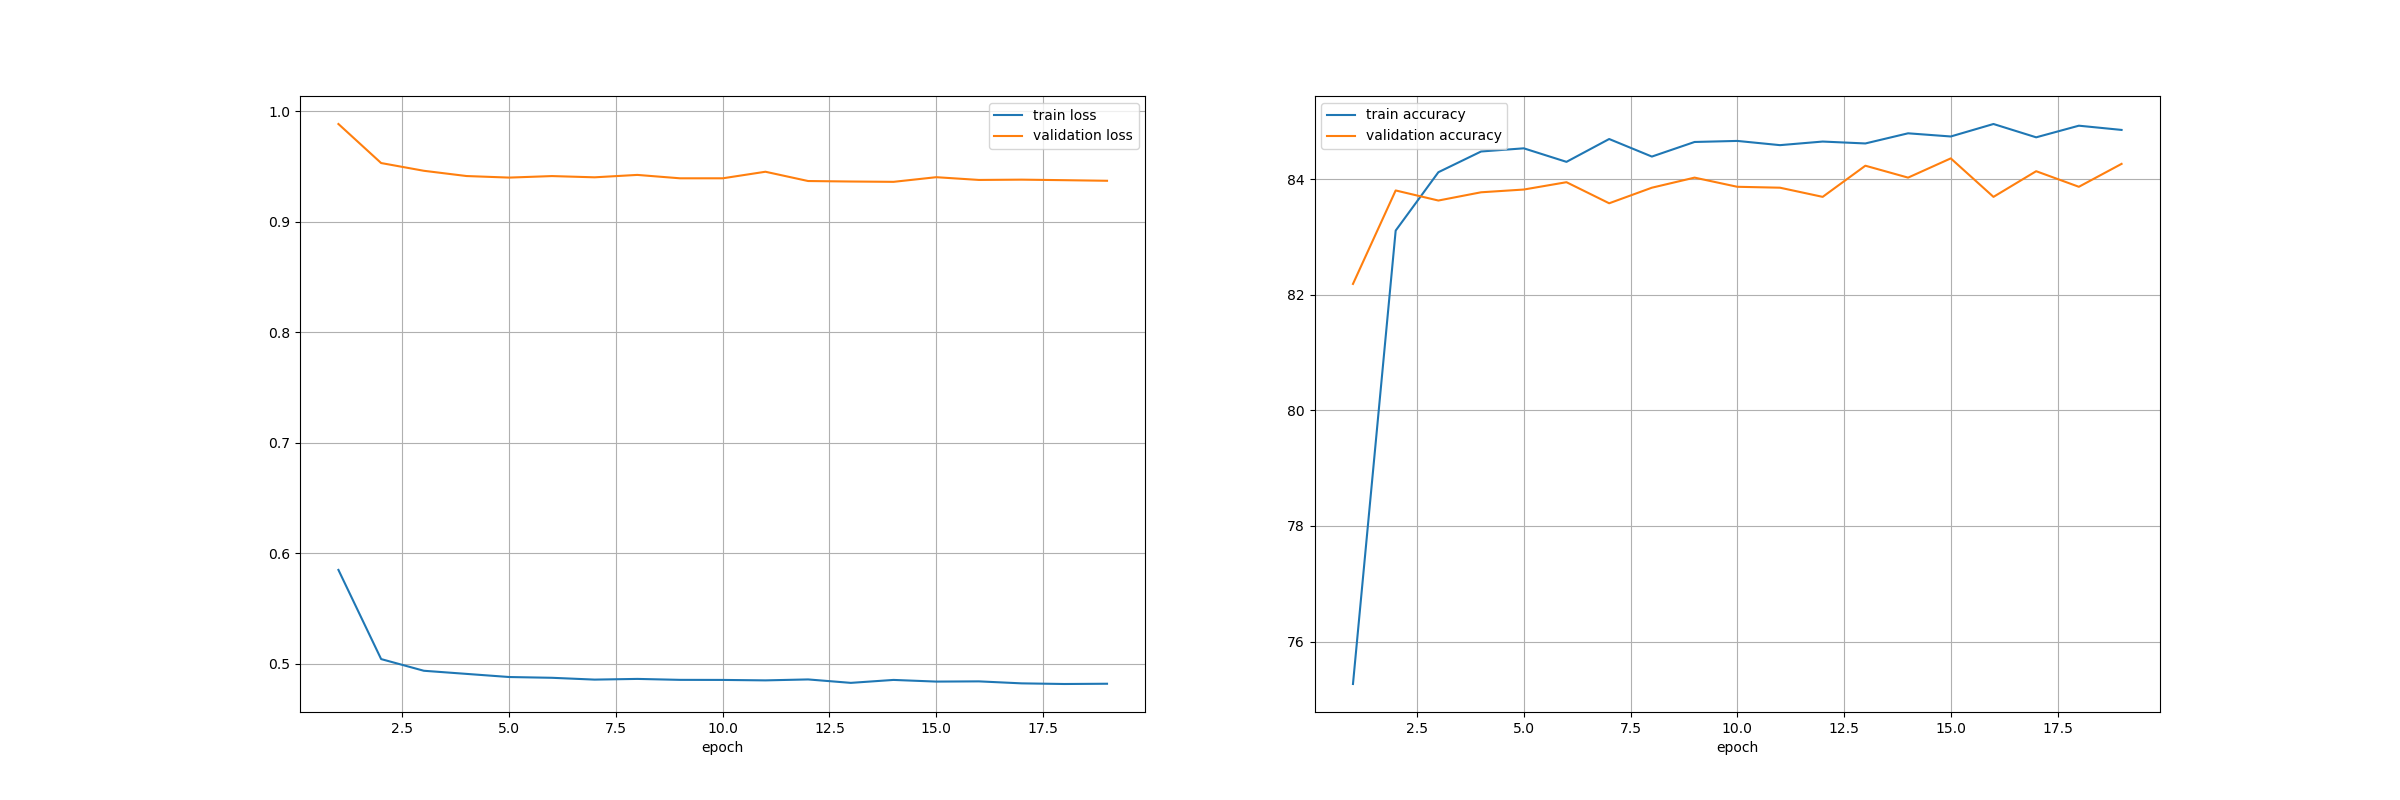 train loss
validation loss
1.0
0.9
0.8
0.7
0.6
0.5
2.5 5.0 7.5 10.0 12.5 15.0 17.5
epoch
train accuracy
validation accuracy
84
82
80
78
76
2.5 5.0 7.5 10.0 12.5 15.0 17.5
epoch